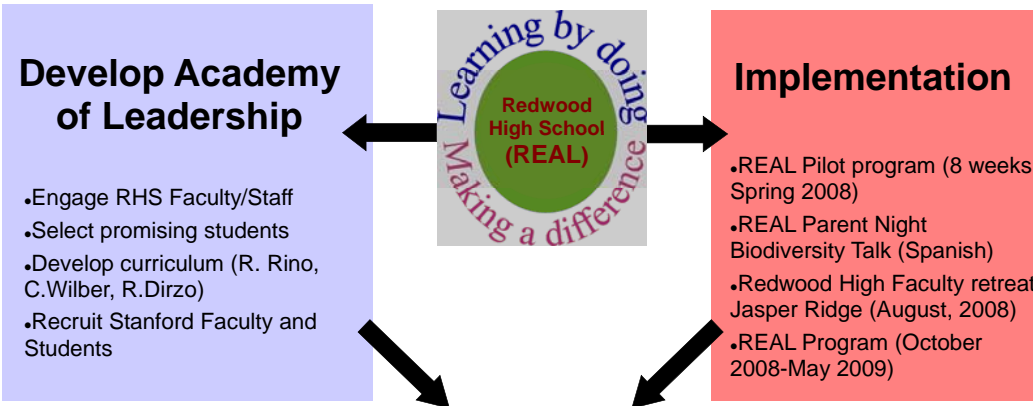 Develop Academy
of Leadership
•Engage RHS Faculty/Staff
•Select promising students
•Develop curriculum (R. Rino,
C.Wilber, R.Dirzo)
•Recruit Stanford Faculty and
Students
Learning by doing
Redwood
High School
(REAL)
Making a difference
Implementation
•REAL Pilot program (8 weeks
Spring 2008)
•REAL Parent Night
Biodiversity Talk (Spanish)
•Redwood High Faculty retreat
Jasper Ridge (August, 2008)
•REAL Program (October
2008-May 2009)